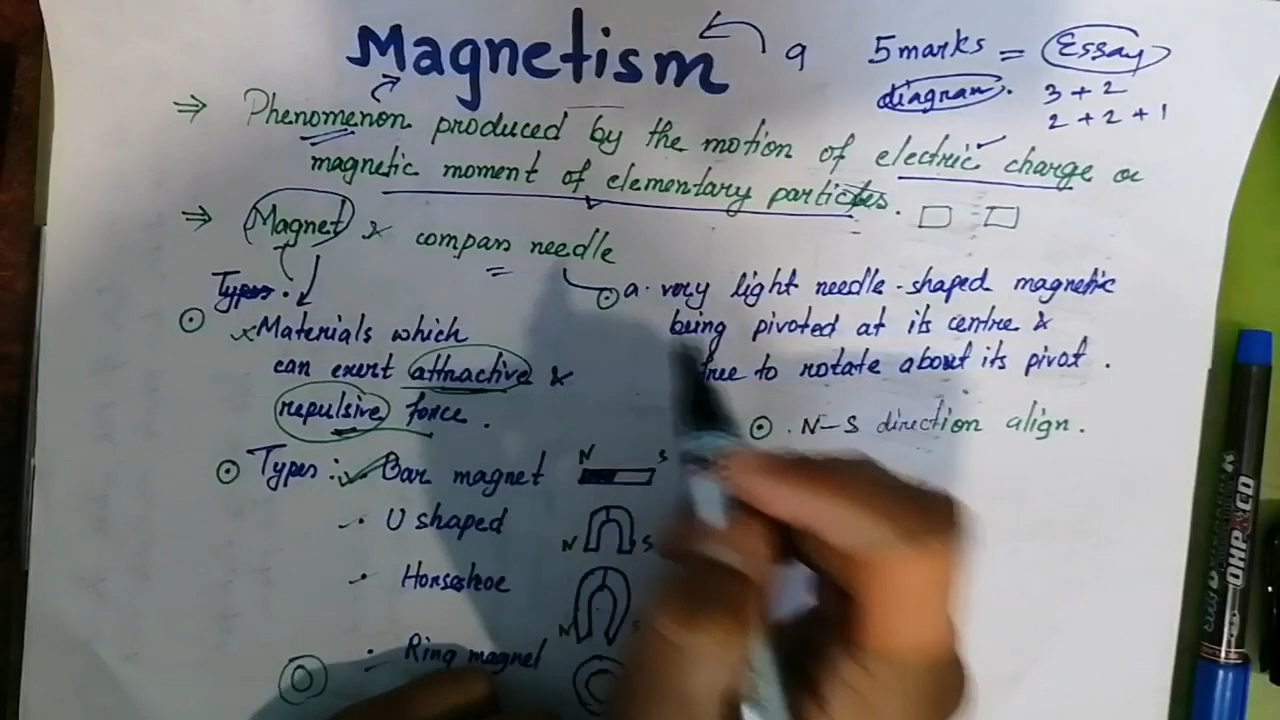 Magnetism
9
5 marks = Essay
diagram. 3 + 2
2 + 2 + 1
⇒ Phenomenon produced by the motion of electric charge or
magnetic moment of elementary particles.
⇒ Magnet & compass needle
Types:
Materials which
can exert attractive &
repulsive force.
a very light needle-shaped magnetic
being pivoted at its centre &
free to rotate about its pivot.
N-S direction align.
Types: Bar magnet
N S
U shaped
N S
Horseshoe
N S
Ring magnet
OHP & CD